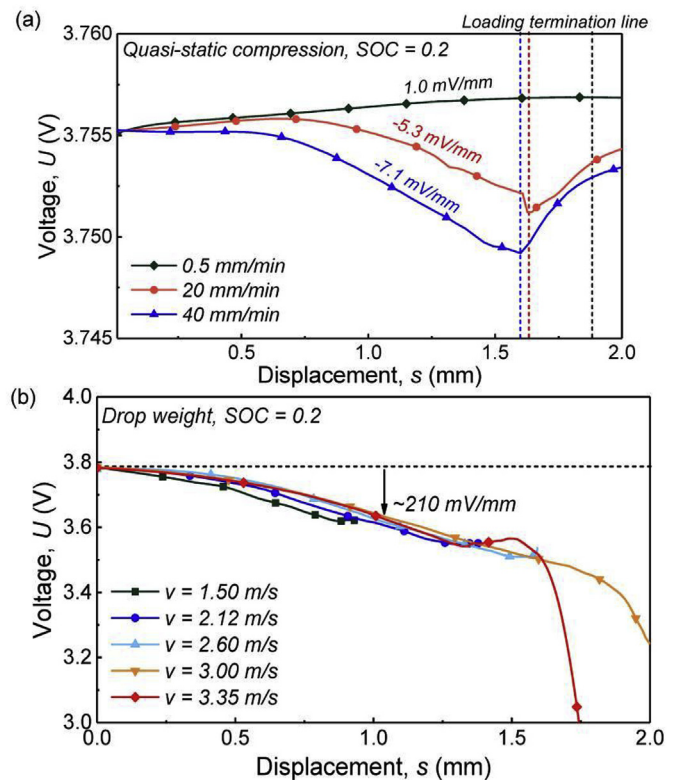 (a)
Loading termination line
3.760
Quasi-static compression, SOC = 0.2
1.0 mV/mm
3.755
-5.3 mV/mm
-7.1 mV/mm
Voltage, U (V)
3.750
0.5 mm/min
20 mm/min
40 mm/min
3.745
0.5 1.0 1.5 2.0
Displacement, s (mm)
(b)
4.0
Drop weight, SOC = 0.2
3.8
~210 mV/mm
3.6
Voltage, U (V)
3.4
v = 1.50 m/s
v = 2.12 m/s
v = 2.60 m/s
3.2
v = 3.00 m/s
v = 3.35 m/s
3.0
0.0 0.5 1.0 1.5 2.0
Displacement, s (mm)